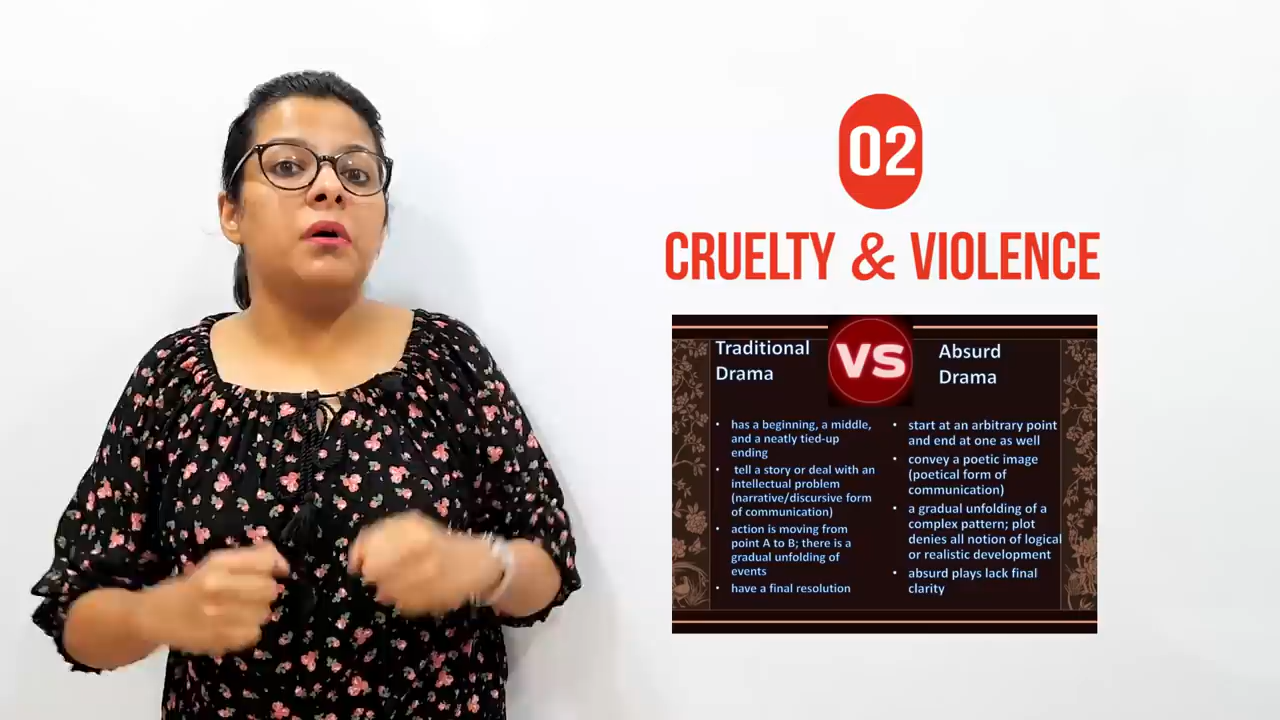 02
CRUELTY & VIOLENCE
Traditional
Drama
VS
Absurd
Drama
• has a beginning, a middle,
and a neatly tied-up
ending
• tell a story or deal with an
intellectual problem
(narrative/discursive form
of communication)
• action is moving from
point A to B; there is a
gradual unfolding of
events
• have a final resolution
• start at an arbitrary point
and end at one as well
• convey a poetic image
(poetical form of
communication)
• a gradual unfolding of a
complex pattern; plot
denies all notion of logical
or realistic development
• absurd plays lack final
clarity